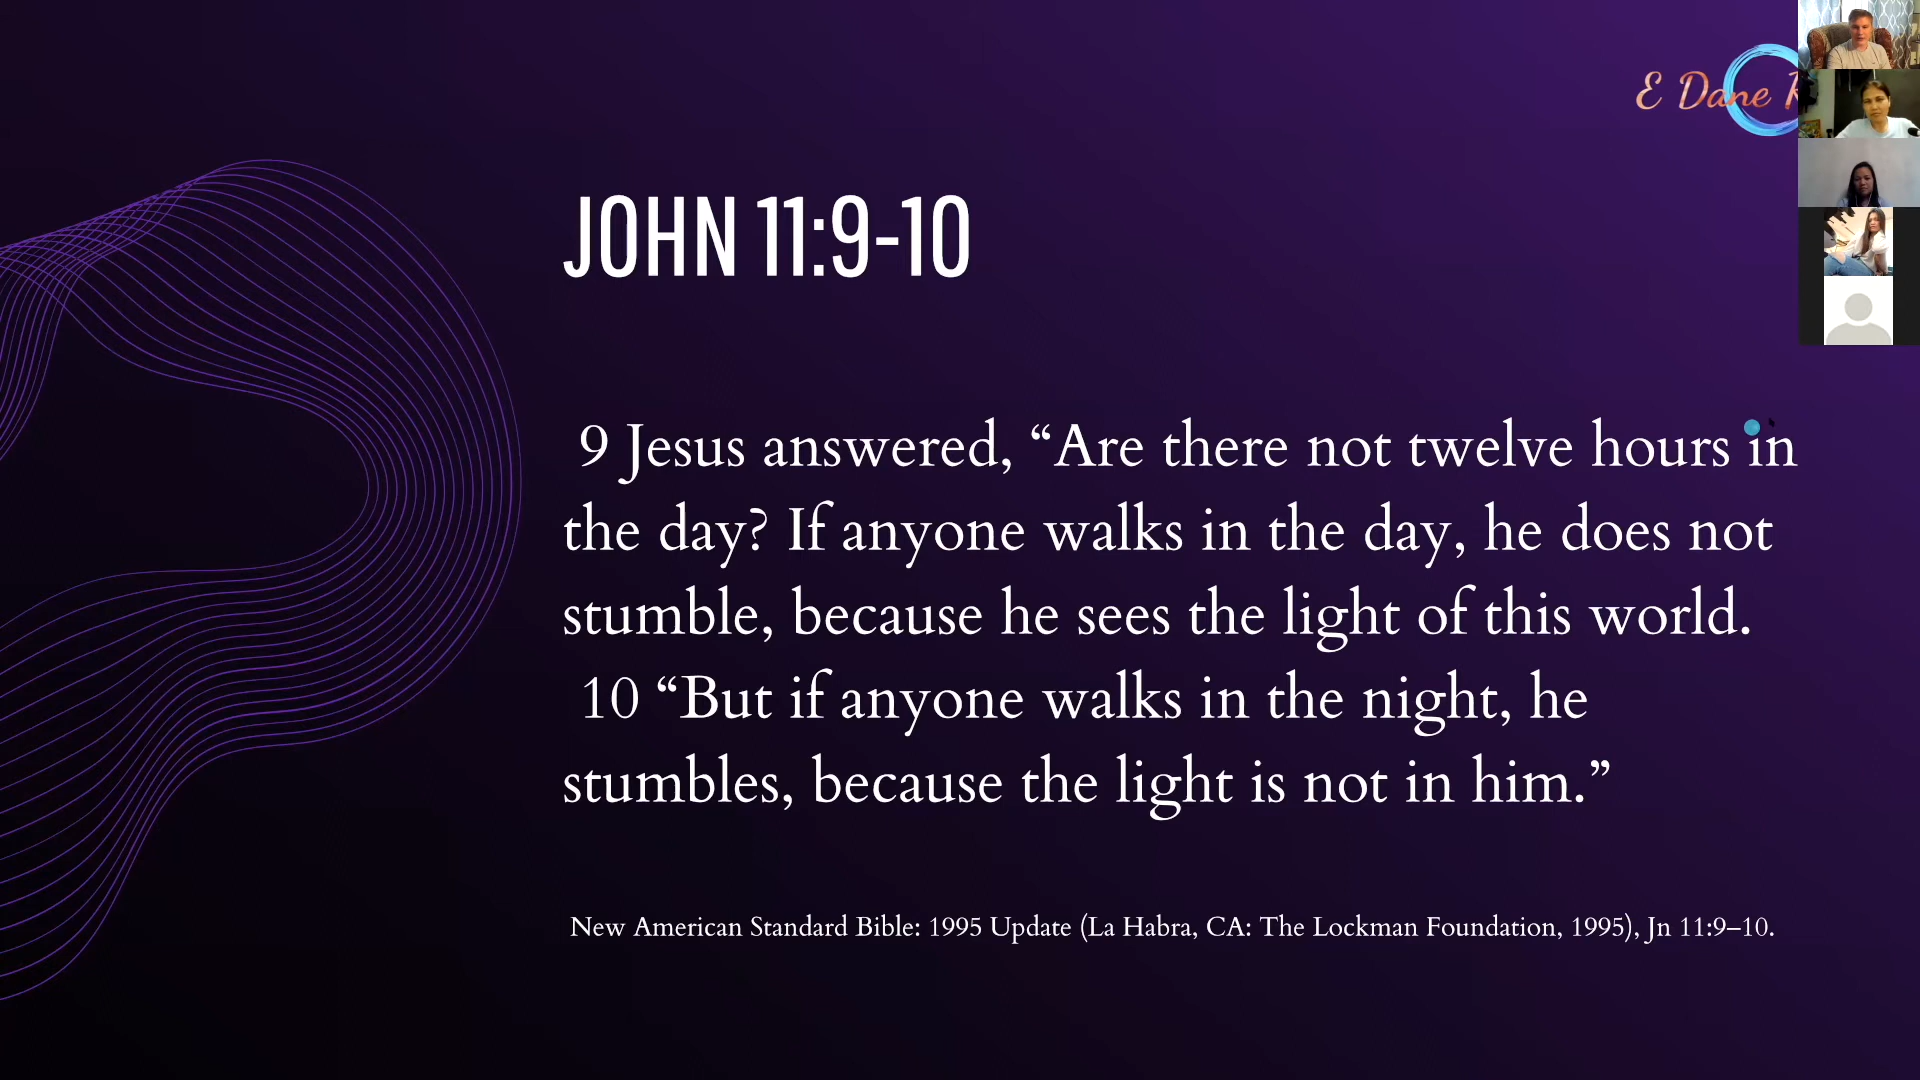 E Dane
JOHN 11:9-10
9 Jesus answered, “Are there not twelve hours in
the day? If anyone walks in the day, he does not
stumble, because he sees the light of this world.
10 “But if anyone walks in the night, he
stumbles, because the light is not in him.”
New American Standard Bible: 1995 Update (La Habra, CA: The Lockman Foundation, 1995), Jn 11:9–10.